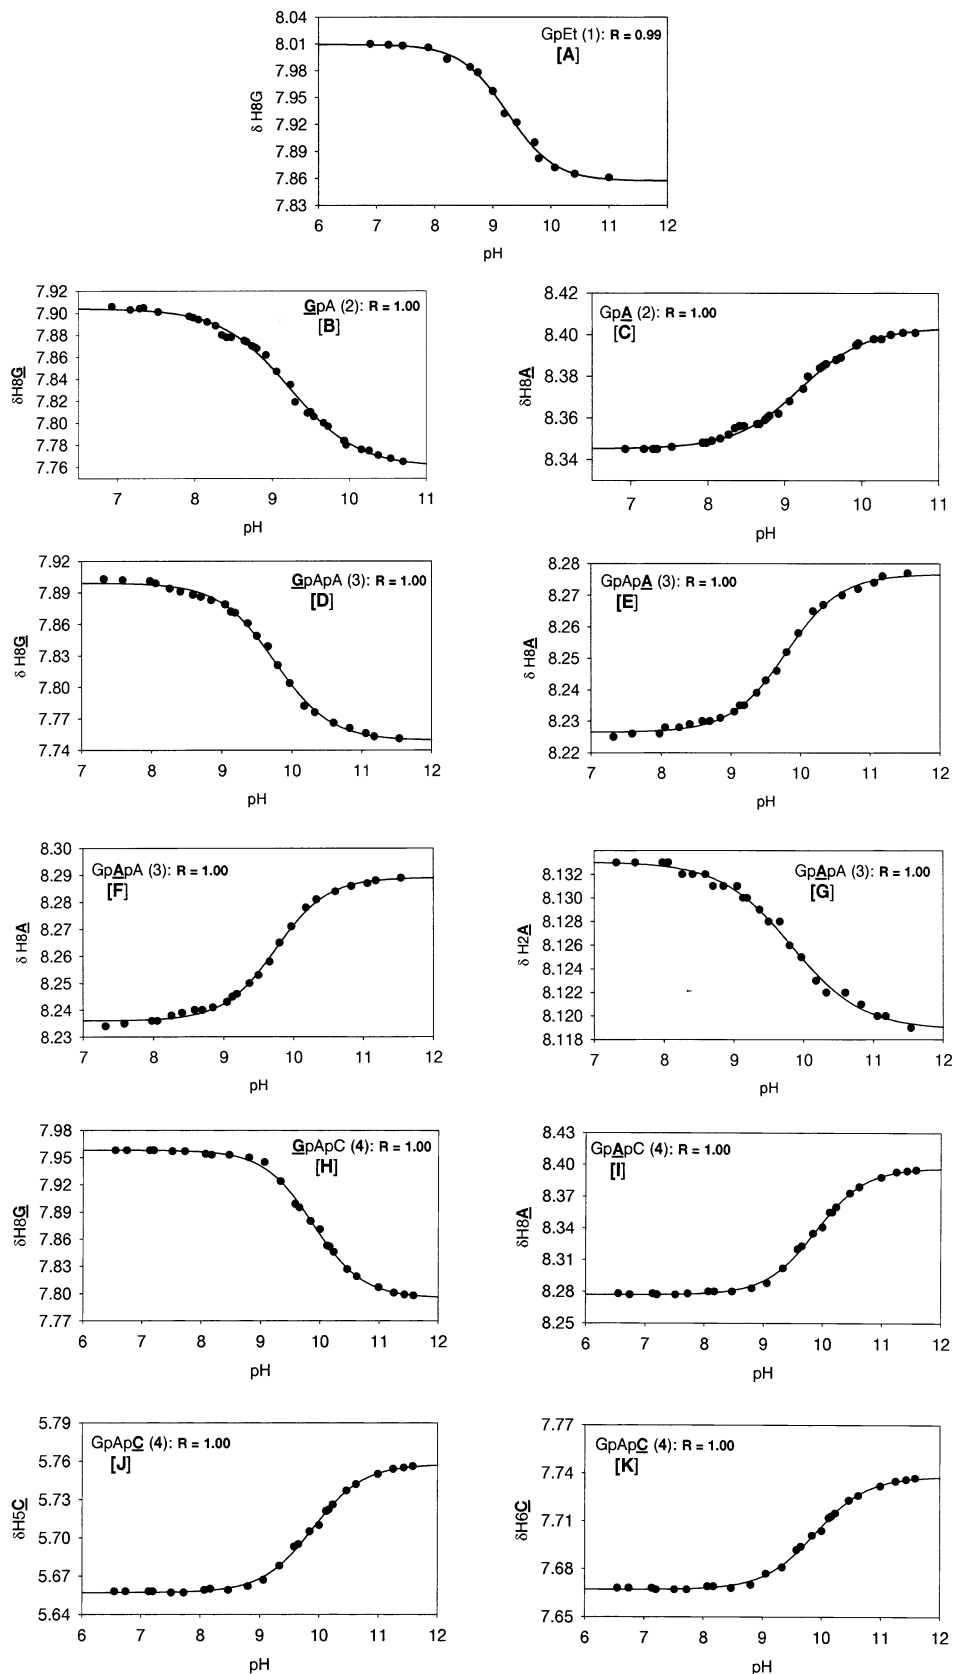 GpEt (1): R = 0.99
[A]
δ H8G
8.04
8.01
7.98
7.95
7.92
7.89
7.86
7.83
6 7 8 9 10 11 12
pH
GpA (2): R = 1.00
[B]
δH8G
7.92
7.90
7.88
7.86
7.84
7.82
7.80
7.78
7.76
7 8 9 10 11
pH
GpA (2): R = 1.00
[C]
δH8A
8.42
8.40
8.38
8.36
8.34
7 8 9 10 11
pH
GpApA (3): R = 1.00
[D]
δ H8G
7.92
7.89
7.86
7.83
7.80
7.77
7.74
7 8 9 10 11 12
pH
GpApA (3): R = 1.00
[E]
δ H8A
8.28
8.27
8.26
8.25
8.24
8.23
8.22
7 8 9 10 11 12
pH
GpApA (3): R = 1.00
[F]
δ H8A
8.30
8.29
8.28
8.27
8.26
8.25
8.24
8.23
7 8 9 10 11 12
pH
GpApA (3): R = 1.00
[G]
δ H2A
8.132
8.130
8.128
8.126
8.124
8.122
8.120
8.118
7 8 9 10 11 12
pH
GpApC (4): R = 1.00
[H]
δH8G
7.98
7.95
7.92
7.89
7.86
7.83
7.80
7.77
6 7 8 9 10 11 12
pH
GpApC (4): R = 1.00
[I]
δH8A
8.43
8.40
8.37
8.34
8.31
8.28
8.25
6 7 8 9 10 11 12
pH
GpApC (4): R = 1.00
[J]
δH5C
5.79
5.76
5.73
5.70
5.67
5.64
6 7 8 9 10 11 12
pH
GpApC (4): R = 1.00
[K]
δH6C
7.77
7.74
7.71
7.68
7.65
6 7 8 9 10 11 12
pH